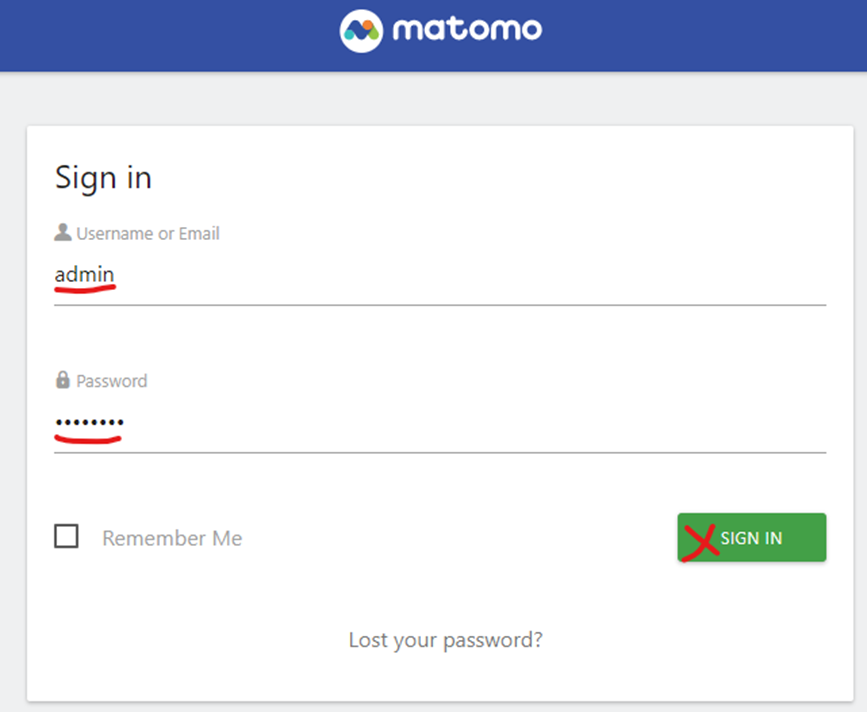 matomo
Sign in
Username or Email
admin
Password
••••••••
Remember Me
SIGN IN
Lost your password?